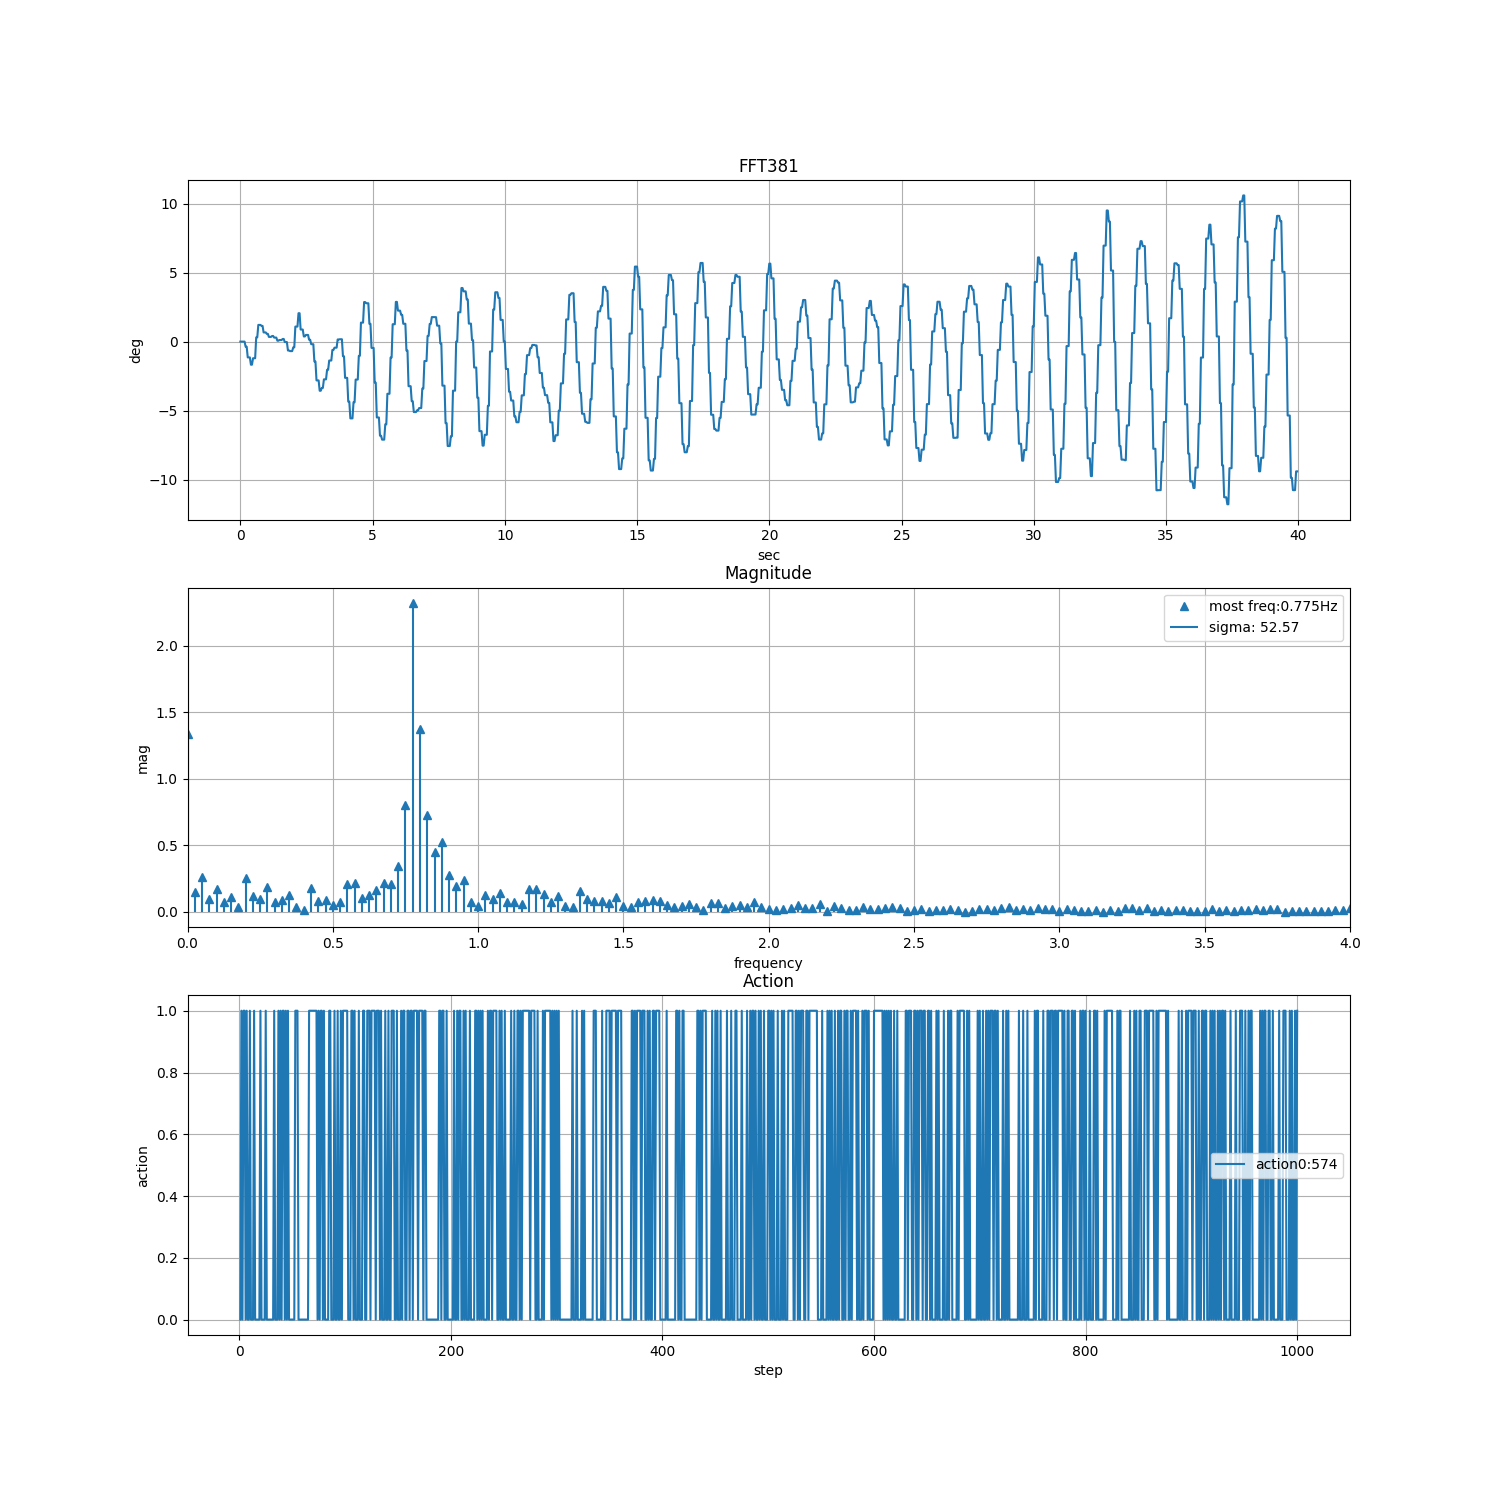 FFT381
10
5
0
−5
−10
deg
0 5 10 15 20 25 30 35 40
sec
Magnitude
most freq:0.775Hz
sigma: 52.57
2.0
1.5
1.0
0.5
0.0
mag
0.0 0.5 1.0 1.5 2.0 2.5 3.0 3.5 4.0
frequency
Action
1.0
0.8
0.6
0.4
0.2
0.0
action
action0:574
0 200 400 600 800 1000
step